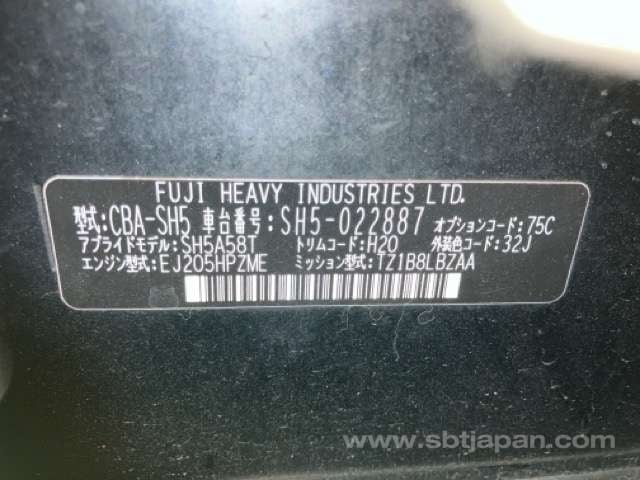 FUJI HEAVY INDUSTRIES LTD.
型式:CBA-SH5 車台番号:SH5-022887 オプションコード:75C
アプライドモデル:SH5A58T トリムコード:H20 外装色コード:32J
エンジン型式:EJ205HPZME ミッション型式:TZ1B8LBZAA
www.sbtjapan.com